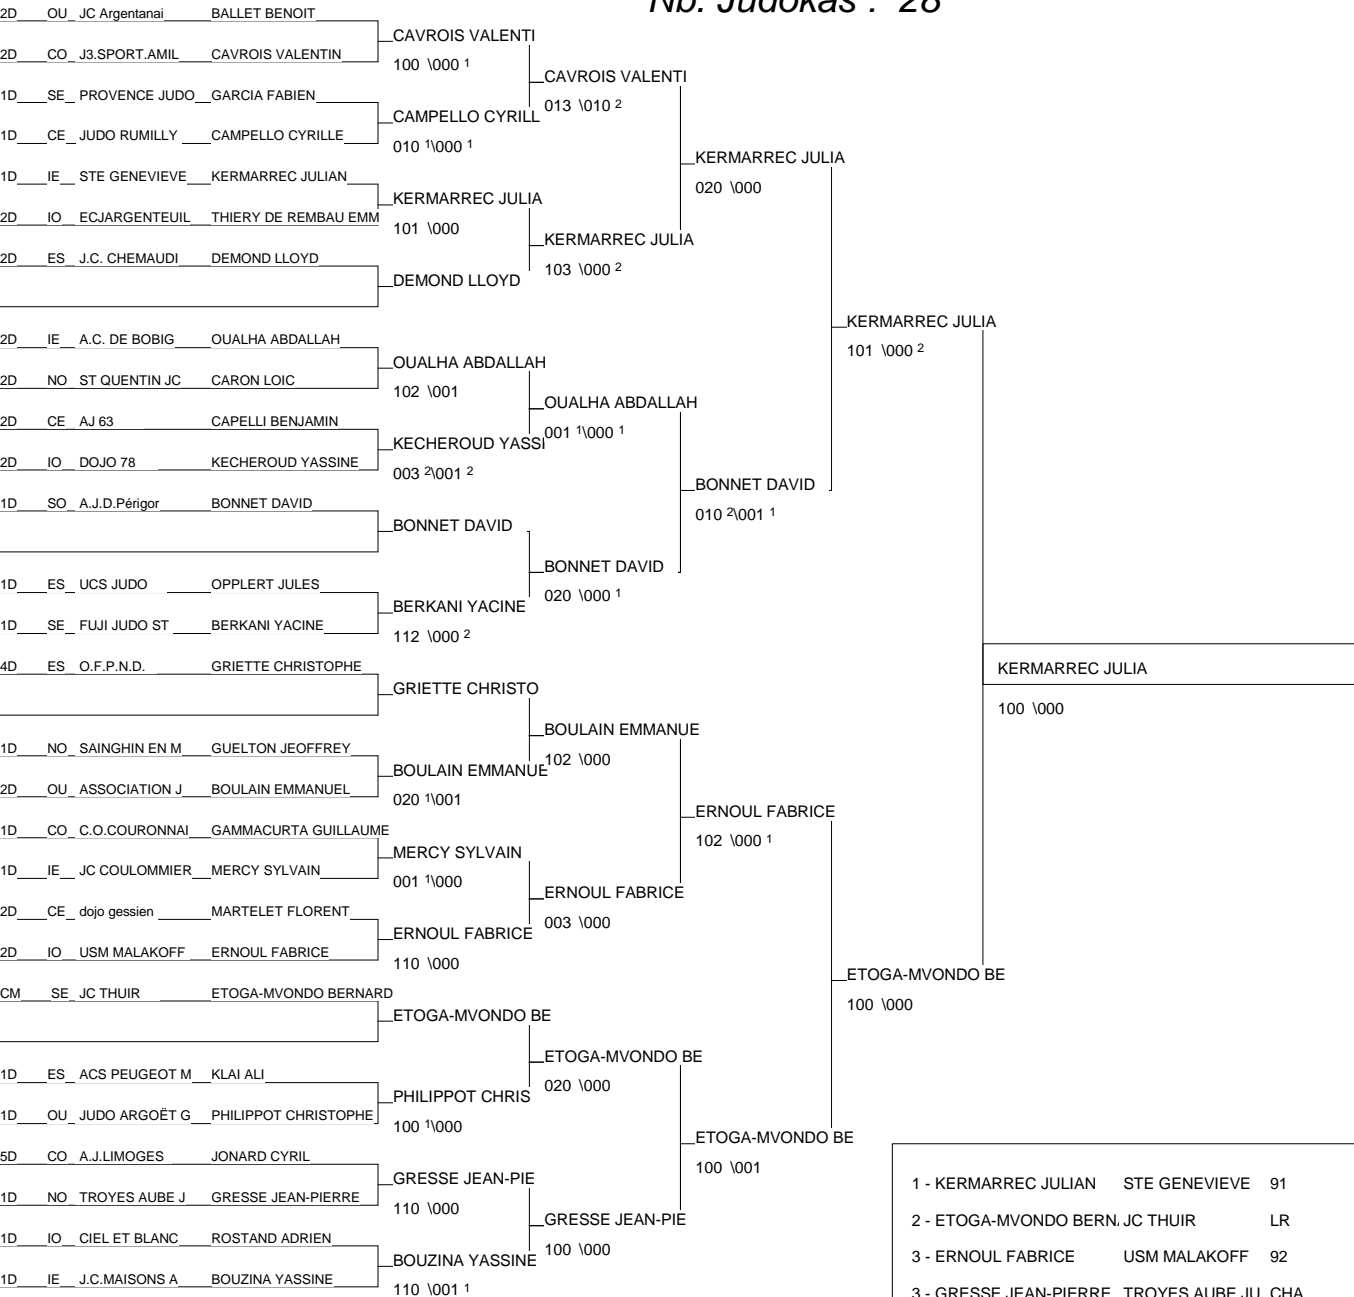 Nb. Judokas : 28
2D OU JC Argentanai BALLET BENOIT
CAVROIS VALENTI
2D CO J3.SPORT.AMIL CAVROIS VALENTIN
100 \000 1
CAVROIS VALENTI
1D SE PROVENCE JUDO GARCIA FABIEN
013 \010 2
CAMPELLO CYRILL
1D CE JUDO RUMILLY CAMPELLO CYRILLE
010 1\000 1
KERMARREC JULIA
1D IE STE GENEVIEVE KERMARREC JULIAN
020 \000
KERMARREC JULIA
2D IO ECJARGENTEUIL THIERY DE REMBAU EMM
101 \000
KERMARREC JULIA
2D ES J.C. CHEMAUDI DEMOND LLOYD
103 \000 2
DEMOND LLOYD
KERMARREC JULIA
2D IE A.C. DE BOBIG OUALHA ABDALLAH
101 \000 2
OUALHA ABDALLAH
2D NO ST QUENTIN JC CARON LOIC
102 \001
OUALHA ABDALLAH
2D CE AJ 63 CAPELLI BENJAMIN
001 1\000 1
KECHEROUD YASSI
2D IO DOJO 78 KECHEROUD YASSINE
003 2\001 2
BONNET DAVID
1D SO A.J.D.Périgor BONNET DAVID
010 2\001 1
BONNET DAVID
BONNET DAVID
1D ES UCS JUDO OPPLERT JULES
020 \000 1
BERKANI YACINE
1D SE FUJI JUDO ST BERKANI YACINE
112 \000 2
4D ES O.F.P.N.D. GRIETTE CHRISTOPHE
KERMARREC JULIA
GRIETTE CHRISTO
100 \000
BOULAIN EMMANUE
1D NO SAINGHIN EN M GUELTON JEOFFREY
102 \000
BOULAIN EMMANUE
2D OU ASSOCIATION J BOULAIN EMMANUEL
020 1\001
ERNOUL FABRICE
1D CO C.O.COURONNAI GAMMACURTA GUILLAUME
102 \000 1
MERCY SYLVAIN
1D IE JC COULOMMIER MERCY SYLVAIN
001 1\000
ERNOUL FABRICE
2D CE dojo gessien MARTELET FLORENT
003 \000
ERNOUL FABRICE
2D IO USM MALAKOFF ERNOUL FABRICE
110 \000
ETOGA-MVONDO BE
CM SE JC THUIR ETOGA-MVONDO BERNARD
100 \000
ETOGA-MVONDO BE
ETOGA-MVONDO BE
1D ES ACS PEUGEOT M KLAI ALI
020 \000
PHILIPPOT CHRIS
1D OU JUDO ARGOËT G PHILIPPOT CHRISTOPHE
100 1\000
ETOGA-MVONDO BE
5D CO A.J.LIMOGES JONARD CYRIL
100 \001
GRESSE JEAN-PIE
1D NO TROYES AUBE J GRESSE JEAN-PIERRE
110 \000
GRESSE JEAN-PIE
1D IO CIEL ET BLANC ROSTAND ADRIEN
100 \000
BOUZINA YASSINE
1D IE J.C.MAISONS A BOUZINA YASSINE
110 \001 1
1 - KERMARREC JULIAN STE GENEVIEVE 91
2 - ETOGA-MVONDO BERN. JC THUIR LR
3 - ERNOUL FABRICE USM MALAKOFF 92
3 - GRESSE JEAN-PIERRE TROYES AUBE JU CHA